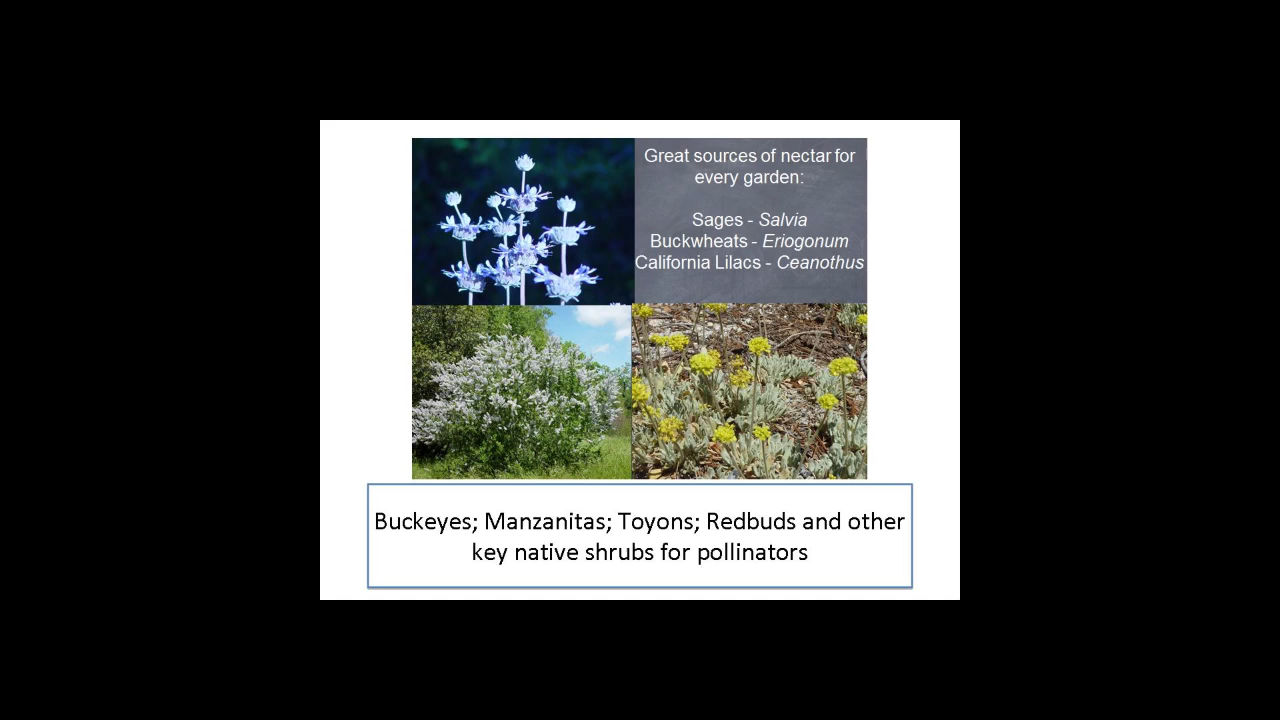 Great sources of nectar for
every garden:
Sages - Salvia
Buckwheats - Eriogonum
California Lilacs - Ceanothus
Buckeyes; Manzanitas; Toyons; Redbuds and other
key native shrubs for pollinators